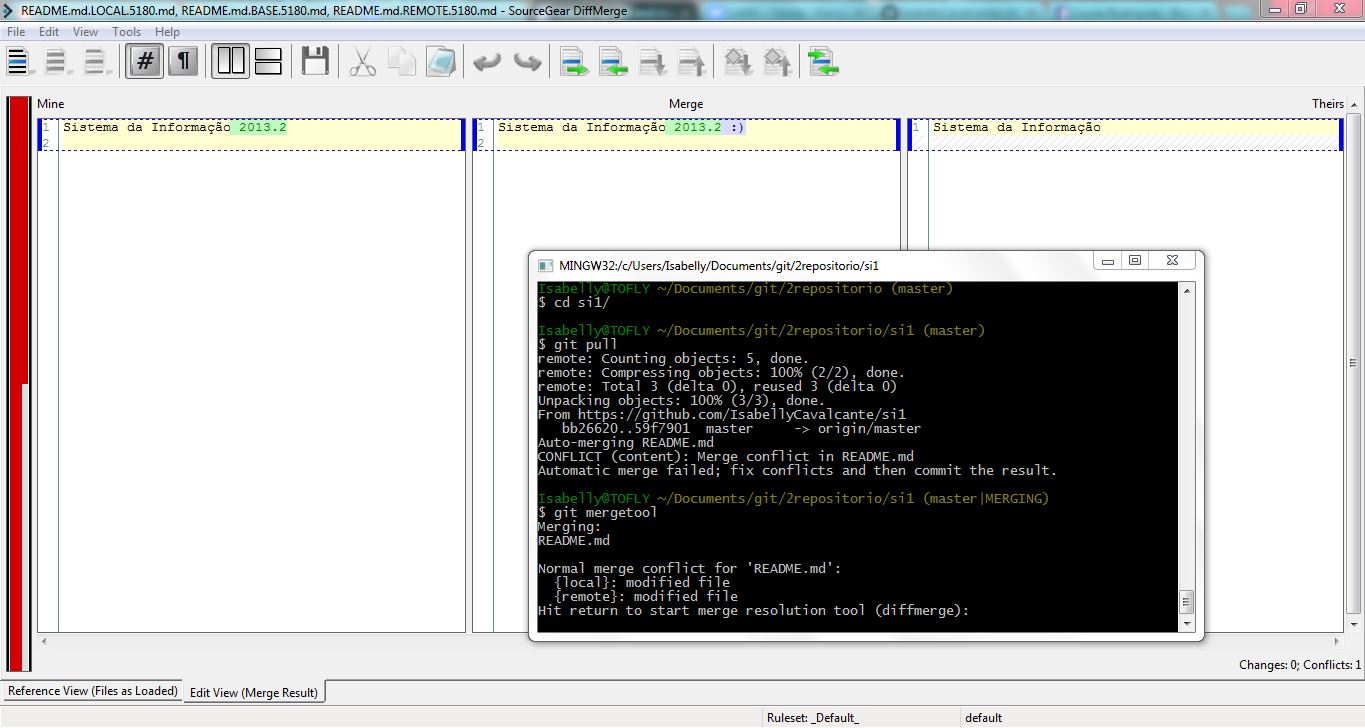 README.md.LOCAL.5180.md, README.md.BASE.5180.md, README.md.REMOTE.5180.md - SourceGear DiffMerge
File Edit View Tools Help
# ¶
Mine Merge Theirs
1 Sistema da Informação 2013.2
2
1 Sistema da Informação 2013.2 :)
2
1 Sistema da Informação
MINGW32:/c/Users/Isabelly/Documents/git/2repositorio/si1
Isabelly@TOFLY ~/Documents/git/2repositorio (master)
$ cd si1/
Isabelly@TOFLY ~/Documents/git/2repositorio/si1 (master)
$ git pull
remote: Counting objects: 5, done.
remote: Compressing objects: 100% (2/2), done.
remote: Total 3 (delta 0), reused 3 (delta 0)
Unpacking objects: 100% (3/3), done.
From https://github.com/IsabellyCavalcante/si1
bb26620..59f7901 master -> origin/master
Auto-merging README.md
CONFLICT (content): Merge conflict in README.md
Automatic merge failed; fix conflicts and then commit the result.
Isabelly@TOFLY ~/Documents/git/2repositorio/si1 (master|MERGING)
$ git mergetool
Merging:
README.md
Normal merge conflict for 'README.md':
{local}: modified file
{remote}: modified file
Hit return to start merge resolution tool (diffmerge):
Changes: 0; Conflicts: 1
Reference View (Files as Loaded) Edit View (Merge Result)
Ruleset: _Default_ default